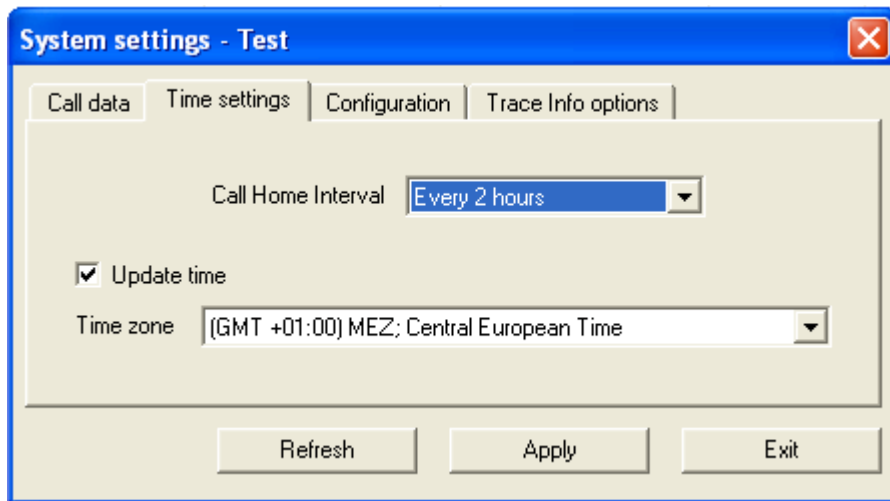 System settings - Test
Call data Time settings Configuration Trace Info options
Call Home Interval Every 2 hours
Update time
Time zone (GMT +01:00) MEZ; Central European Time
Refresh Apply Exit